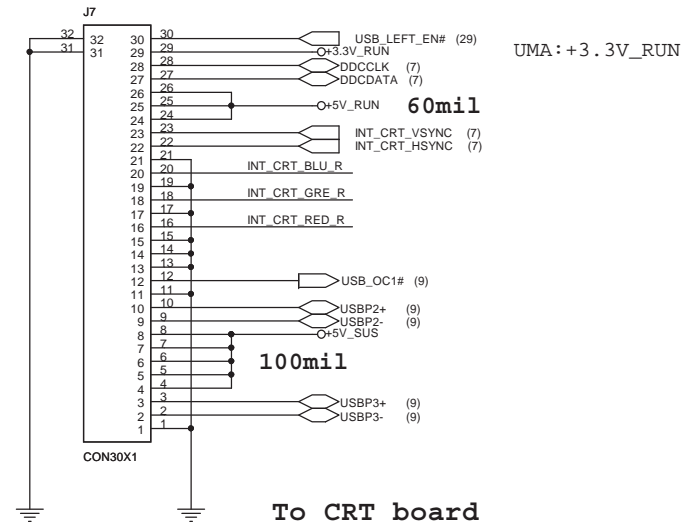 J7
32 32 30 30 USB_LEFT_EN# (29)
31 31 29 29 +3.3V_RUN UMA:+3.3V_RUN
28 28 DDCCLK (7)
27 27 DDCDATA (7)
26 26
25 25 +5V_RUN 60mil
24 24
23 23 INT_CRT_VSYNC (7)
22 22 INT_CRT_HSYNC (7)
21 21
20 20 INT_CRT_BLU_R
19 19
18 18 INT_CRT_GRE_R
17 17
16 16 INT_CRT_RED_R
15 15
14 14
13 13
12 12 USB_OC1# (9)
11 11
10 10 USBP2+ (9)
9 9 USBP2- (9)
8 8 +5V_SUS
7 7
6 6 100mil
5 5
4 4
3 3 USBP3+ (9)
2 2 USBP3- (9)
1 1
CON30X1
To CRT board